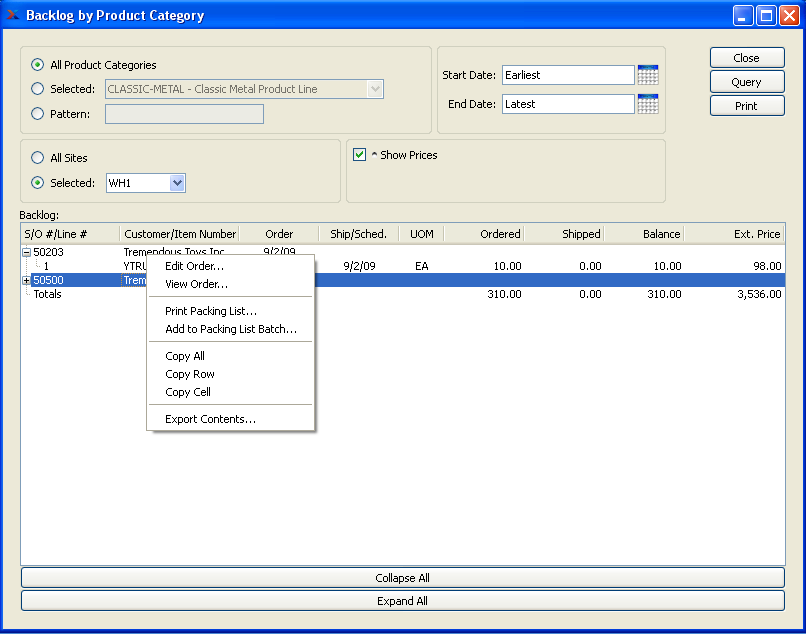 Backlog by Product Category
All Product Categories
Selected: CLASSIC-METAL - Classic Metal Product Line
Pattern:
Start Date: Earliest
End Date: Latest
Close
Query
Print
All Sites
Selected: WH1
^ Show Prices
Backlog:
S/O #/Line # Customer/Item Number Order Ship/Sched. UOM Ordered Shipped Balance Ext. Price
50203 Tremendous Toys Inc. 9/2/09
1 YTRU 9/2/09 EA 10.00 0.00 10.00 98.00
50500 Trem
Totals 310.00 0.00 310.00 3,536.00
Edit Order...
View Order...
Print Packing List...
Add to Packing List Batch...
Copy All
Copy Row
Copy Cell
Export Contents...
Collapse All
Expand All